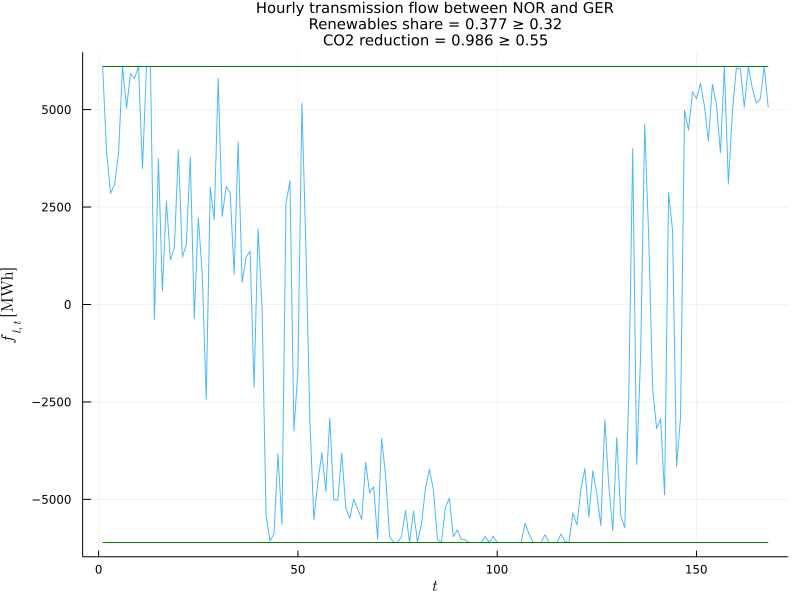 Hourly transmission flow between NOR and GER
Renewables share = 0.377 ≥ 0.32
CO2 reduction = 0.986 ≥ 0.55
f l,t [MWh]
5000
2500
0
−2500
−5000
0
50
100
150
t